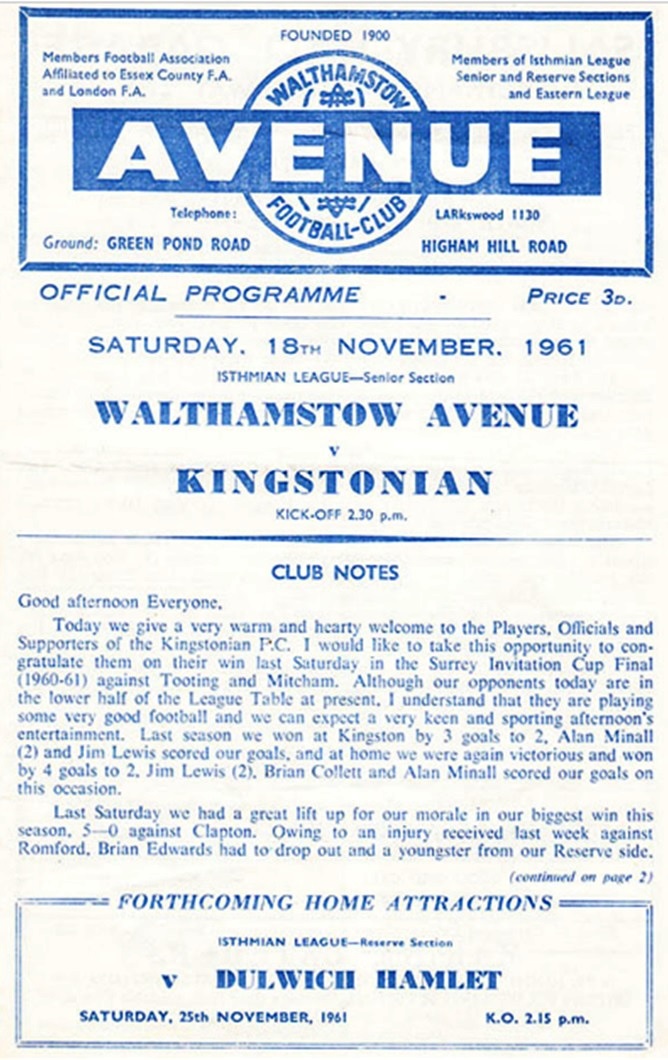 FOUNDED 1900
Members Football Association
Affiliated to Essex County F.A.
and London F.A.
Members of Isthmian League
Senior and Reserve Sections
and Eastern League
WALTHAMSTOW
AVENUE
FOOTBALL-CLUB
Telephone:
LARkswood 1130
Ground: GREEN POND ROAD
HIGHAM HILL ROAD
OFFICIAL PROGRAMME - PRICE 3D.
SATURDAY, 18TH NOVEMBER, 1961
ISTHMIAN LEAGUE—Senior Section
WALTHAMSTOW AVENUE
v
KINGSTONIAN
KICK-OFF 2.30 p.m.
CLUB NOTES
Good afternoon Everyone,
Today we give a very warm and hearty welcome to the Players, Officials and
Supporters of the Kingstonian F.C. I would like to take this opportunity to con-
gratulate them on their win last Saturday in the Surrey Invitation Cup Final
(1960-61) against Tooting and Mitcham. Although our opponents today are in
the lower half of the League Table at present, I understand that they are playing
some very good football and we can expect a very keen and sporting afternoon's
entertainment. Last season we won at Kingston by 3 goals to 2, Alan Minall
(2) and Jim Lewis scored our goals, and at home we were again victorious and won
by 4 goals to 2, Jim Lewis (2), Brian Collett and Alan Minall scored our goals on
this occasion.
Last Saturday we had a great lift up for our morale in our biggest win this
season, 5—0 against Clapton. Owing to an injury received last week against
Romford, Brian Edwards had to drop out and a youngster from our Reserve side,
(continued on page 2)
FORTHCOMING HOME ATTRACTIONS
ISTHMIAN LEAGUE—Reserve Section
v DULWICH HAMLET
SATURDAY, 25th NOVEMBER, 1961 K.O. 2.15 p.m.